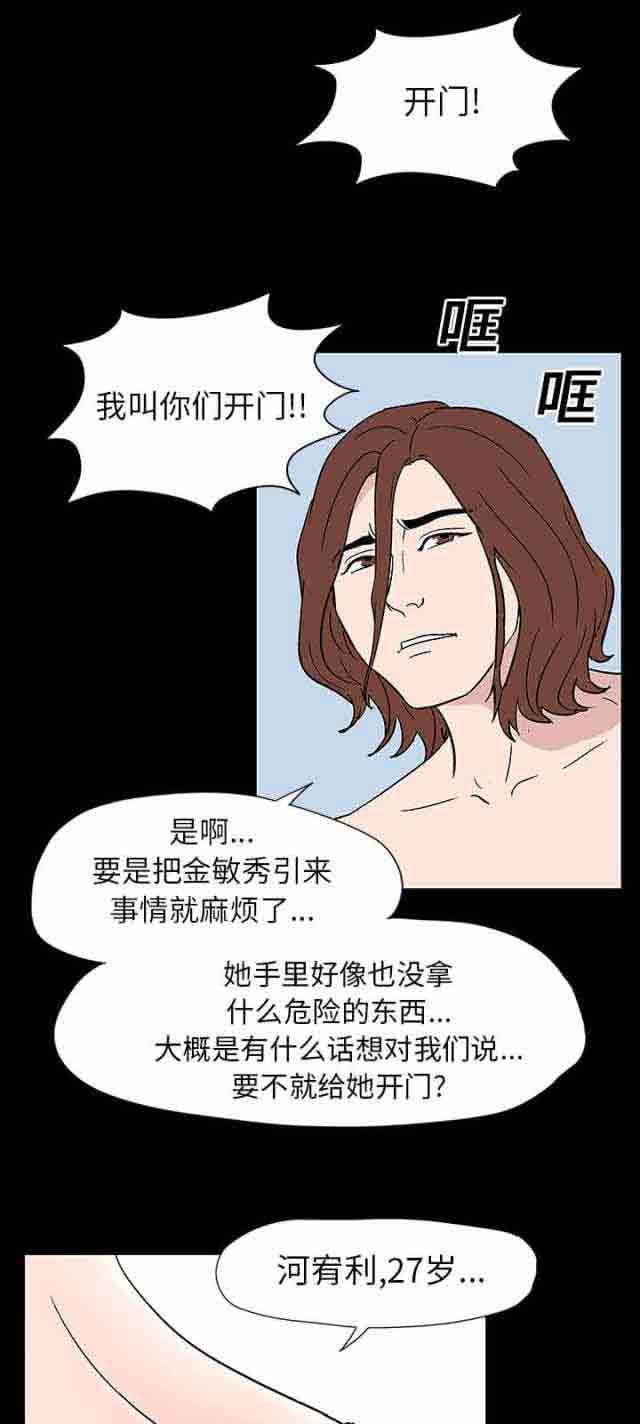 开门!
哐
哐
我叫你们开门!!
是啊...
要是把金敏秀引来
事情就麻烦了...
她手里好像也没拿
什么危险的东西...
大概是有什么话想对我们说...
要不就给她开门?
河宥利,27岁...